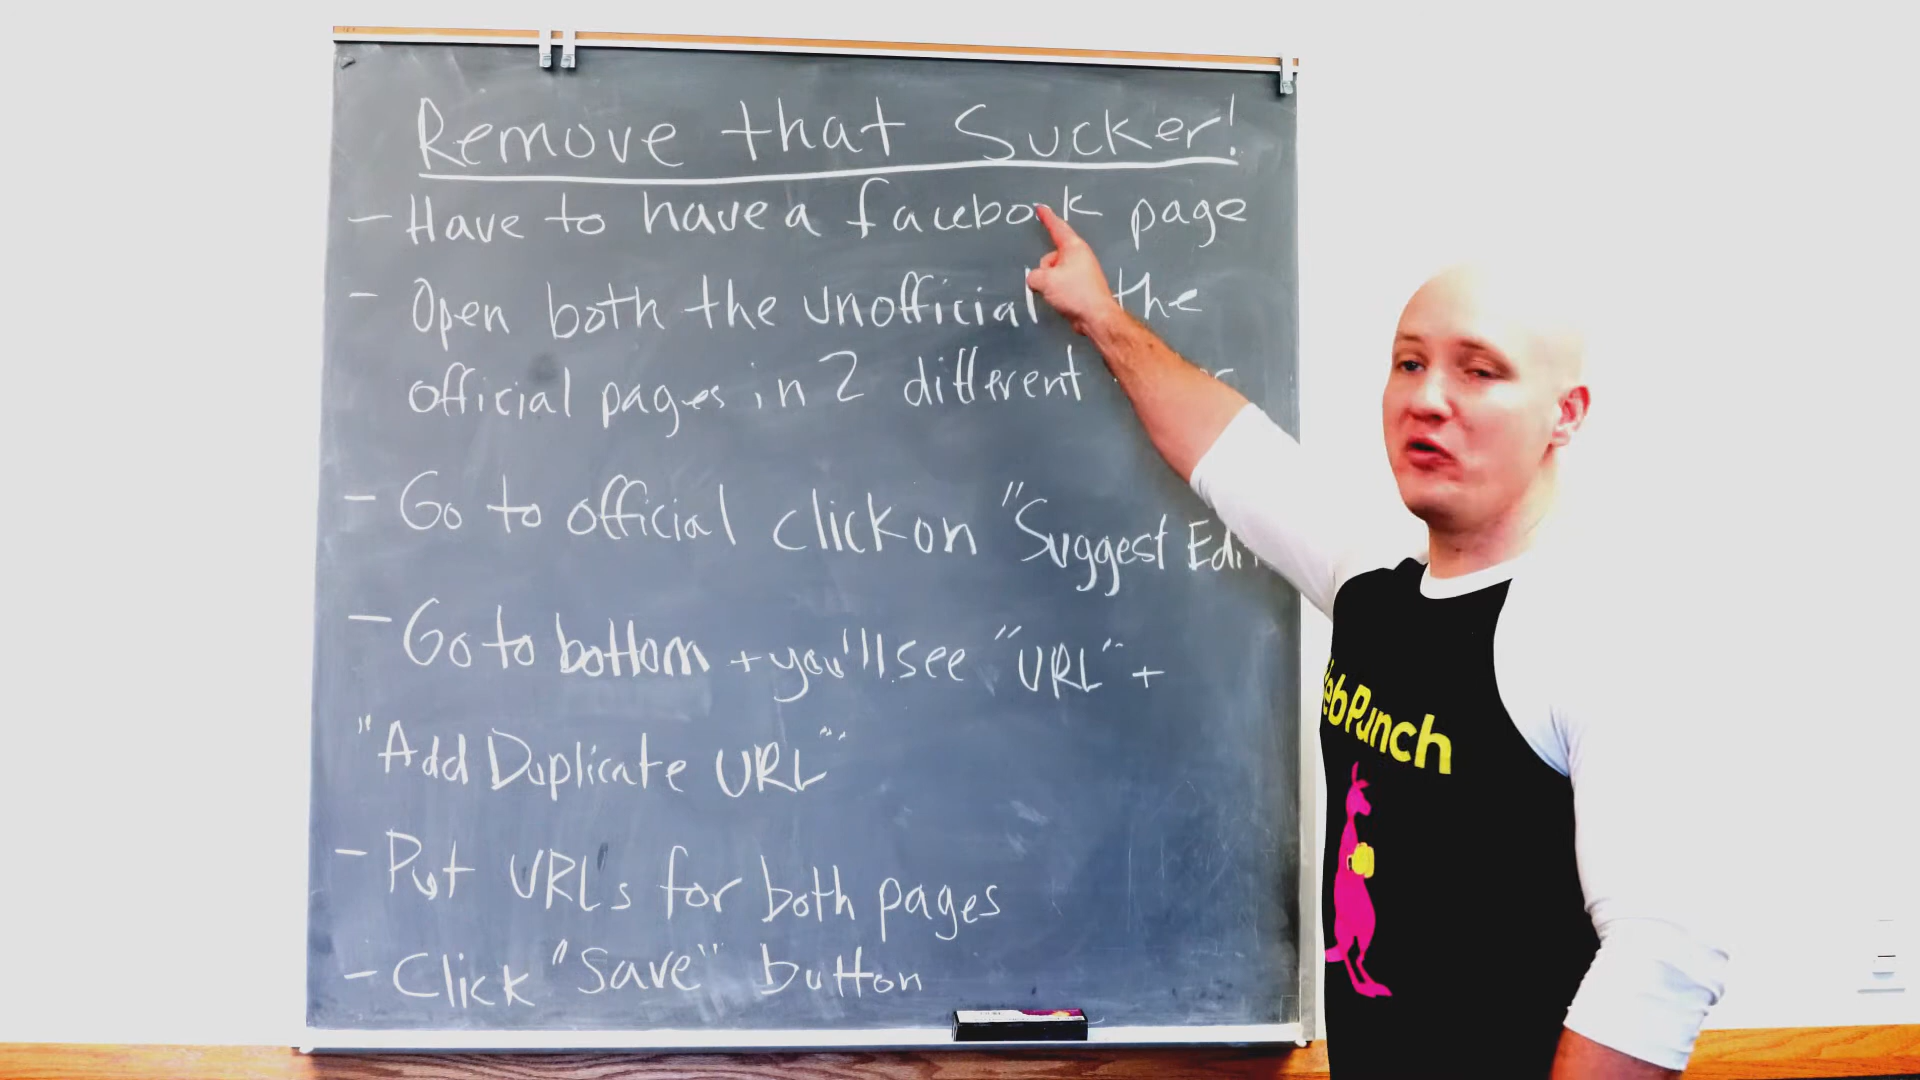 Remove that Sucker!
- Have to have a facebook page
- Open both the unofficial the
official pages in 2 different
- Go to official click on "Suggest Edit
- Go to bottom + you'll see "URL" +
"Add Duplicate URL"
- Put URLs for both pages
- Click "Save" button
ebPunch